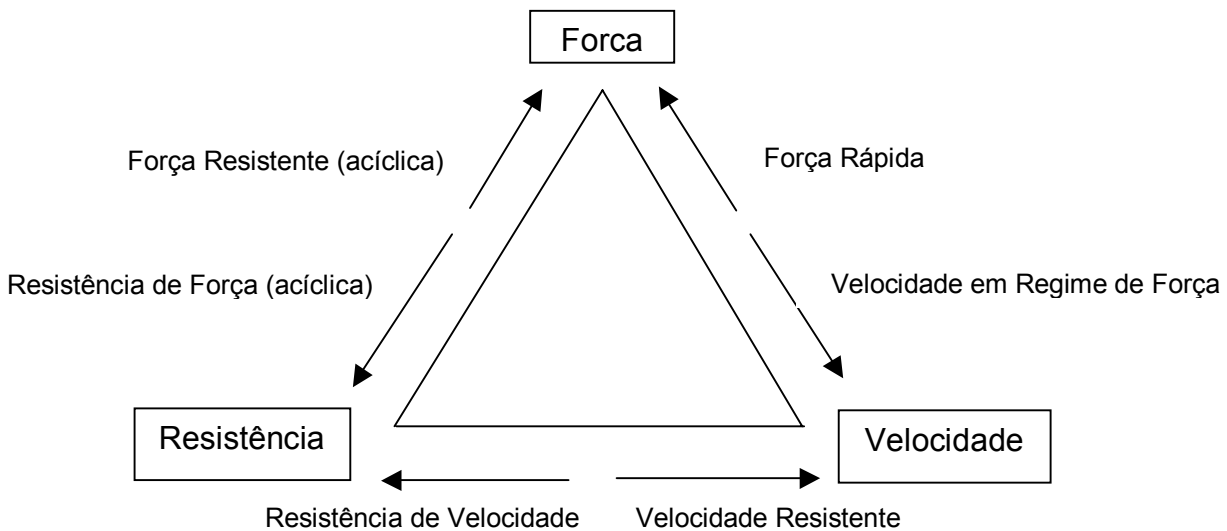 Forca
Força Resistente (acíclica)
Força Rápida
Resistência de Força (acíclica)
Velocidade em Regime de Força
Resistência
Velocidade
Resistência de Velocidade
Velocidade Resistente